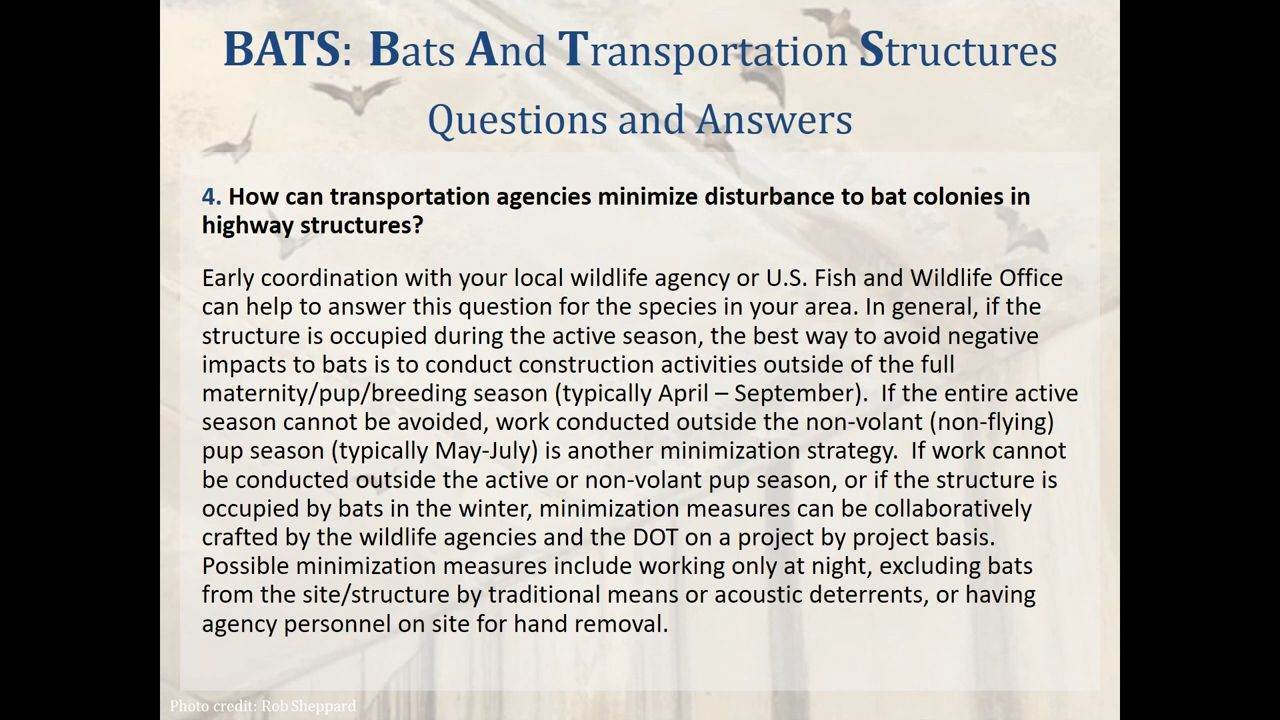 BATS: Bats And Transportation Structures
Questions and Answers
4. How can transportation agencies minimize disturbance to bat colonies in
highway structures?
Early coordination with your local wildlife agency or U.S. Fish and Wildlife Office
can help to answer this question for the species in your area. In general, if the
structure is occupied during the active season, the best way to avoid negative
impacts to bats is to conduct construction activities outside of the full
maternity/pup/breeding season (typically April – September).  If the entire active
season cannot be avoided, work conducted outside the non-volant (non-flying)
pup season (typically May-July) is another minimization strategy.  If work cannot
be conducted outside the active or non-volant pup season, or if the structure is
occupied by bats in the winter, minimization measures can be collaboratively
crafted by the wildlife agencies and the DOT on a project by project basis.
Possible minimization measures include working only at night, excluding bats
from the site/structure by traditional means or acoustic deterrents, or having
agency personnel on site for hand removal.
Photo credit: Rob Sheppard